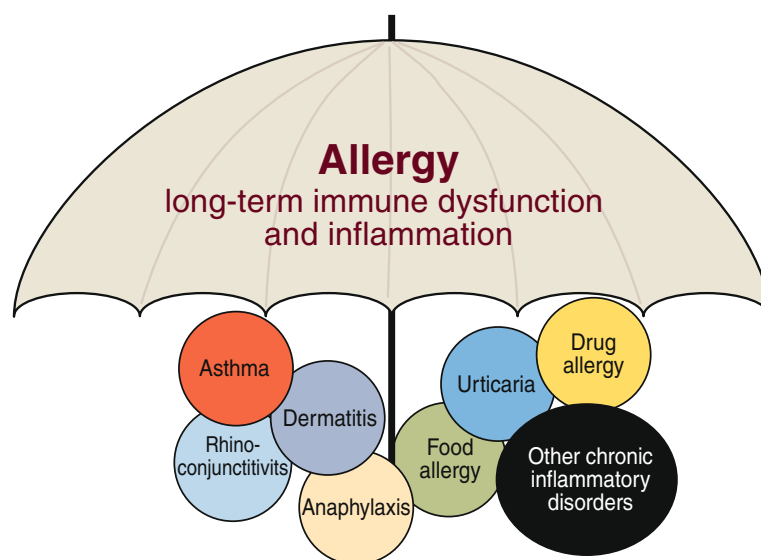 Allergy
long-term immune dysfunction
and inflammation
Asthma
Dermatitis
Rhino-
conjunctitivits
Anaphylaxis
Urticaria
Drug
allergy
Food
allergy
Other chronic
inflammatory
disorders